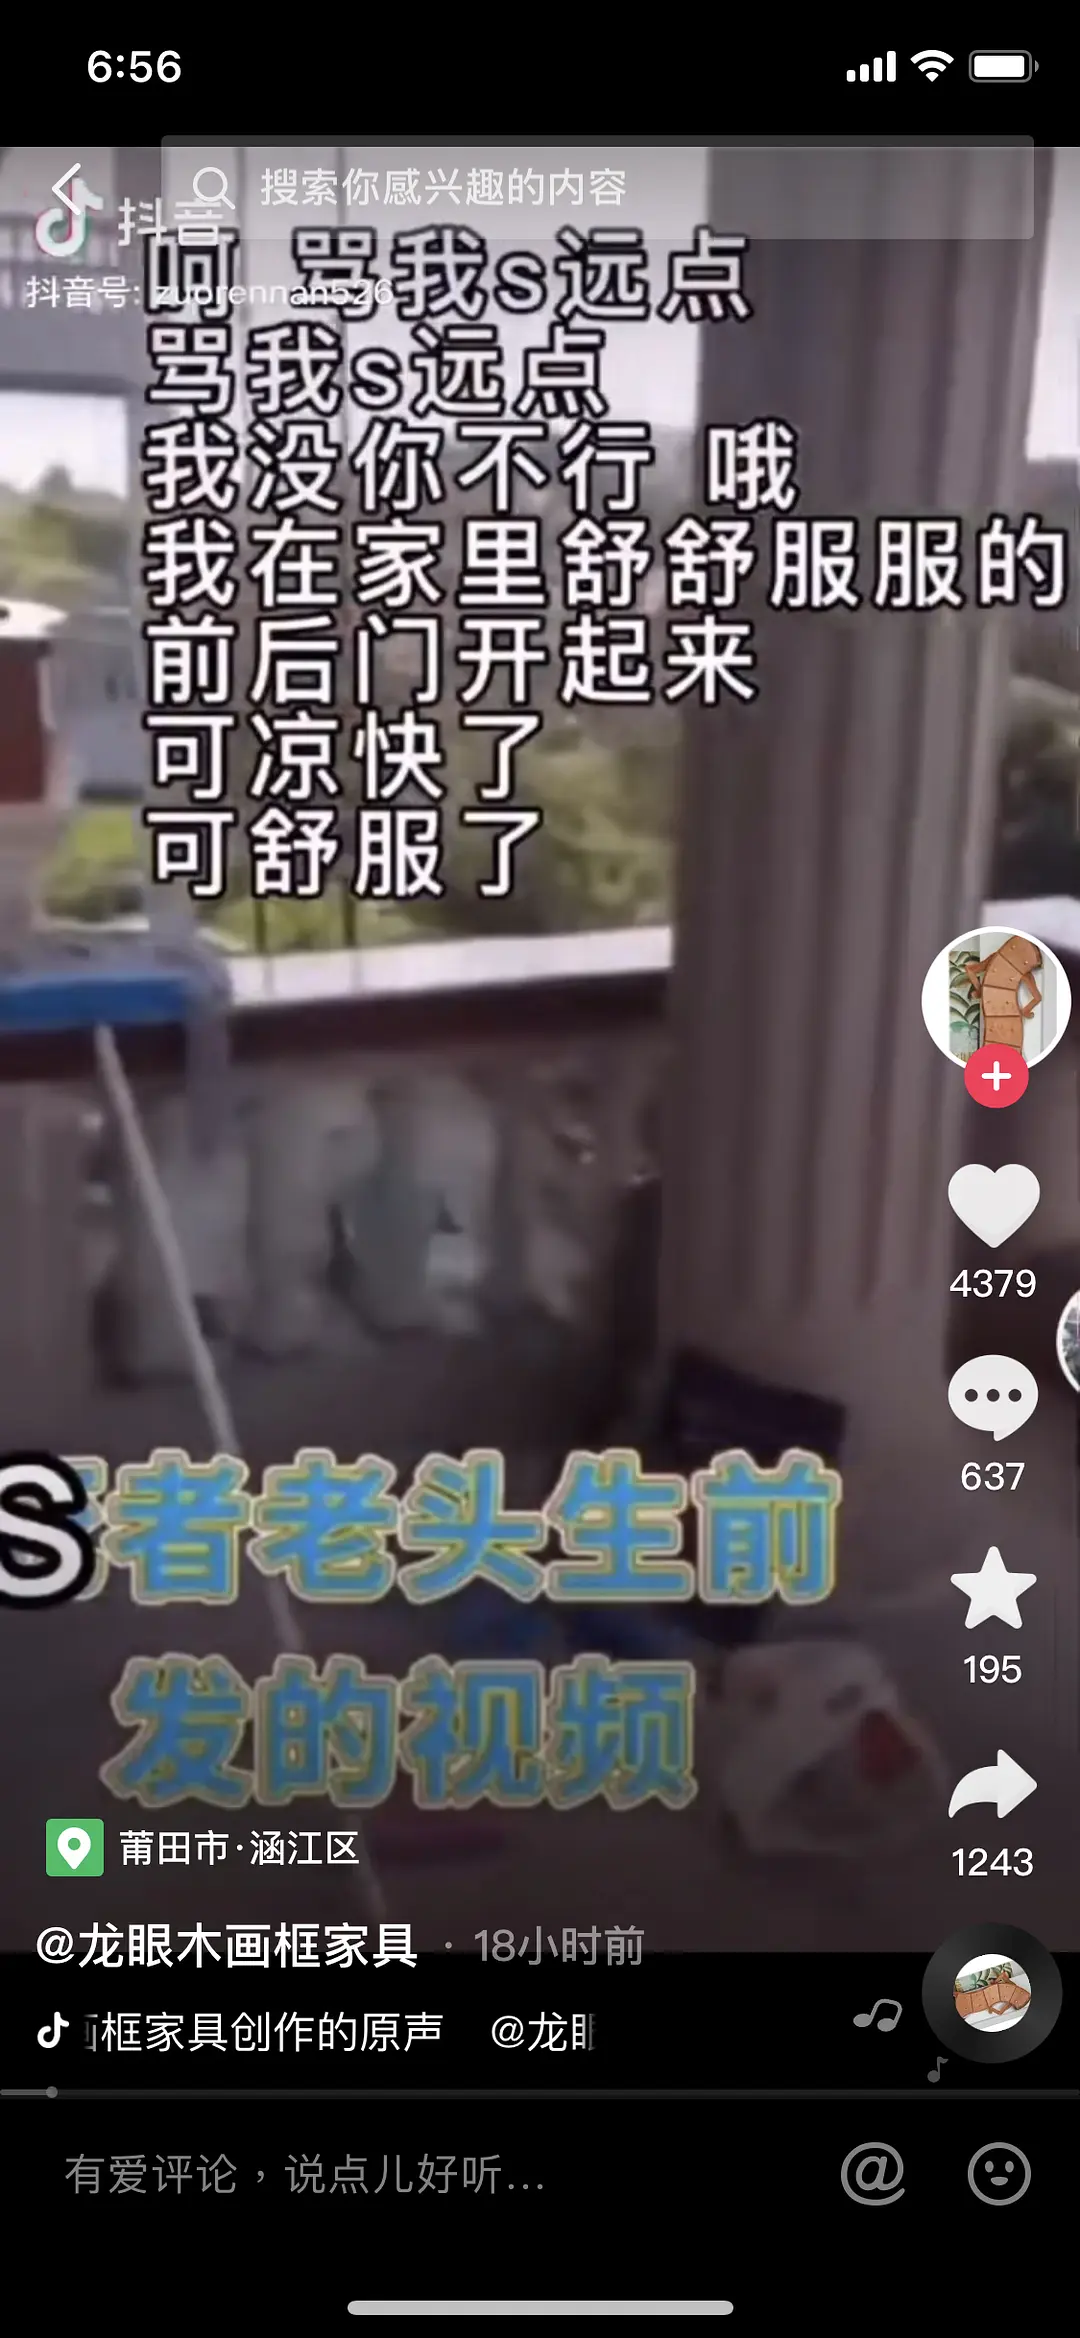 6:56
搜索你感兴趣的内容
抖音
抖音号: zuorennan526
呵 骂我s远点
骂我s远点
我没你不行 哦
我在家里舒舒服服的
前后门开起来
可凉快了
可舒服了
4379
637
S
者老头生前
195
发的视频
莆田市·涵江区
1243
@龙眼木画框家具 · 18小时前
框家具创作的原声 @龙眼
有爱评论，说点儿好听...